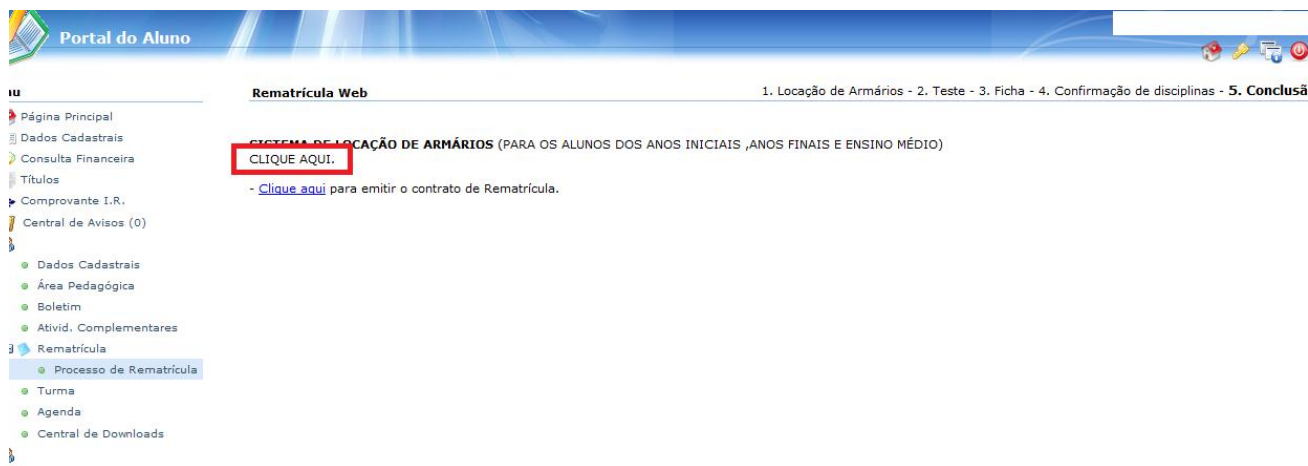 Portal do Aluno
nu
Página Principal
Dados Cadastrais
Consulta Financeira
Títulos
Comprovante I.R.
Central de Avisos (0)
Dados Cadastrais
Área Pedagógica
Boletim
Ativid. Complementares
Rematrícula
Processo de Rematrícula
Turma
Agenda
Central de Downloads
Rematrícula Web
1. Locação de Armários - 2. Teste - 3. Ficha - 4. Confirmação de disciplinas - 5. Conclusã
SISTEMA DE LOCAÇÃO DE ARMÁRIOS (PARA OS ALUNOS DOS ANOS INICIAIS ,ANOS FINAIS E ENSINO MÉDIO)
CLIQUE AQUI.
- Clique aqui para emitir o contrato de Rematrícula.